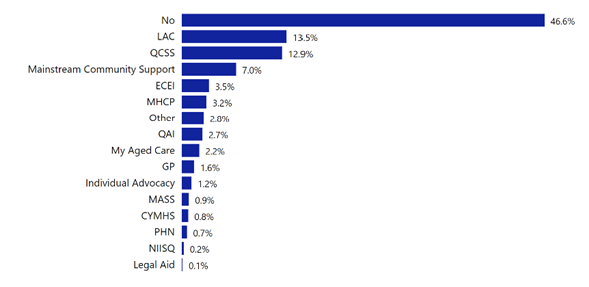 No 46.6%
LAC 13.5%
QCSS 12.9%
Mainstream Community Support 7.0%
ECEI 3.5%
MHCP 3.2%
Other 2.8%
QAI 2.7%
My Aged Care 2.2%
GP 1.6%
Individual Advocacy 1.2%
MASS 0.9%
CYMHS 0.8%
PHN 0.7%
NIISQ 0.2%
Legal Aid 0.1%